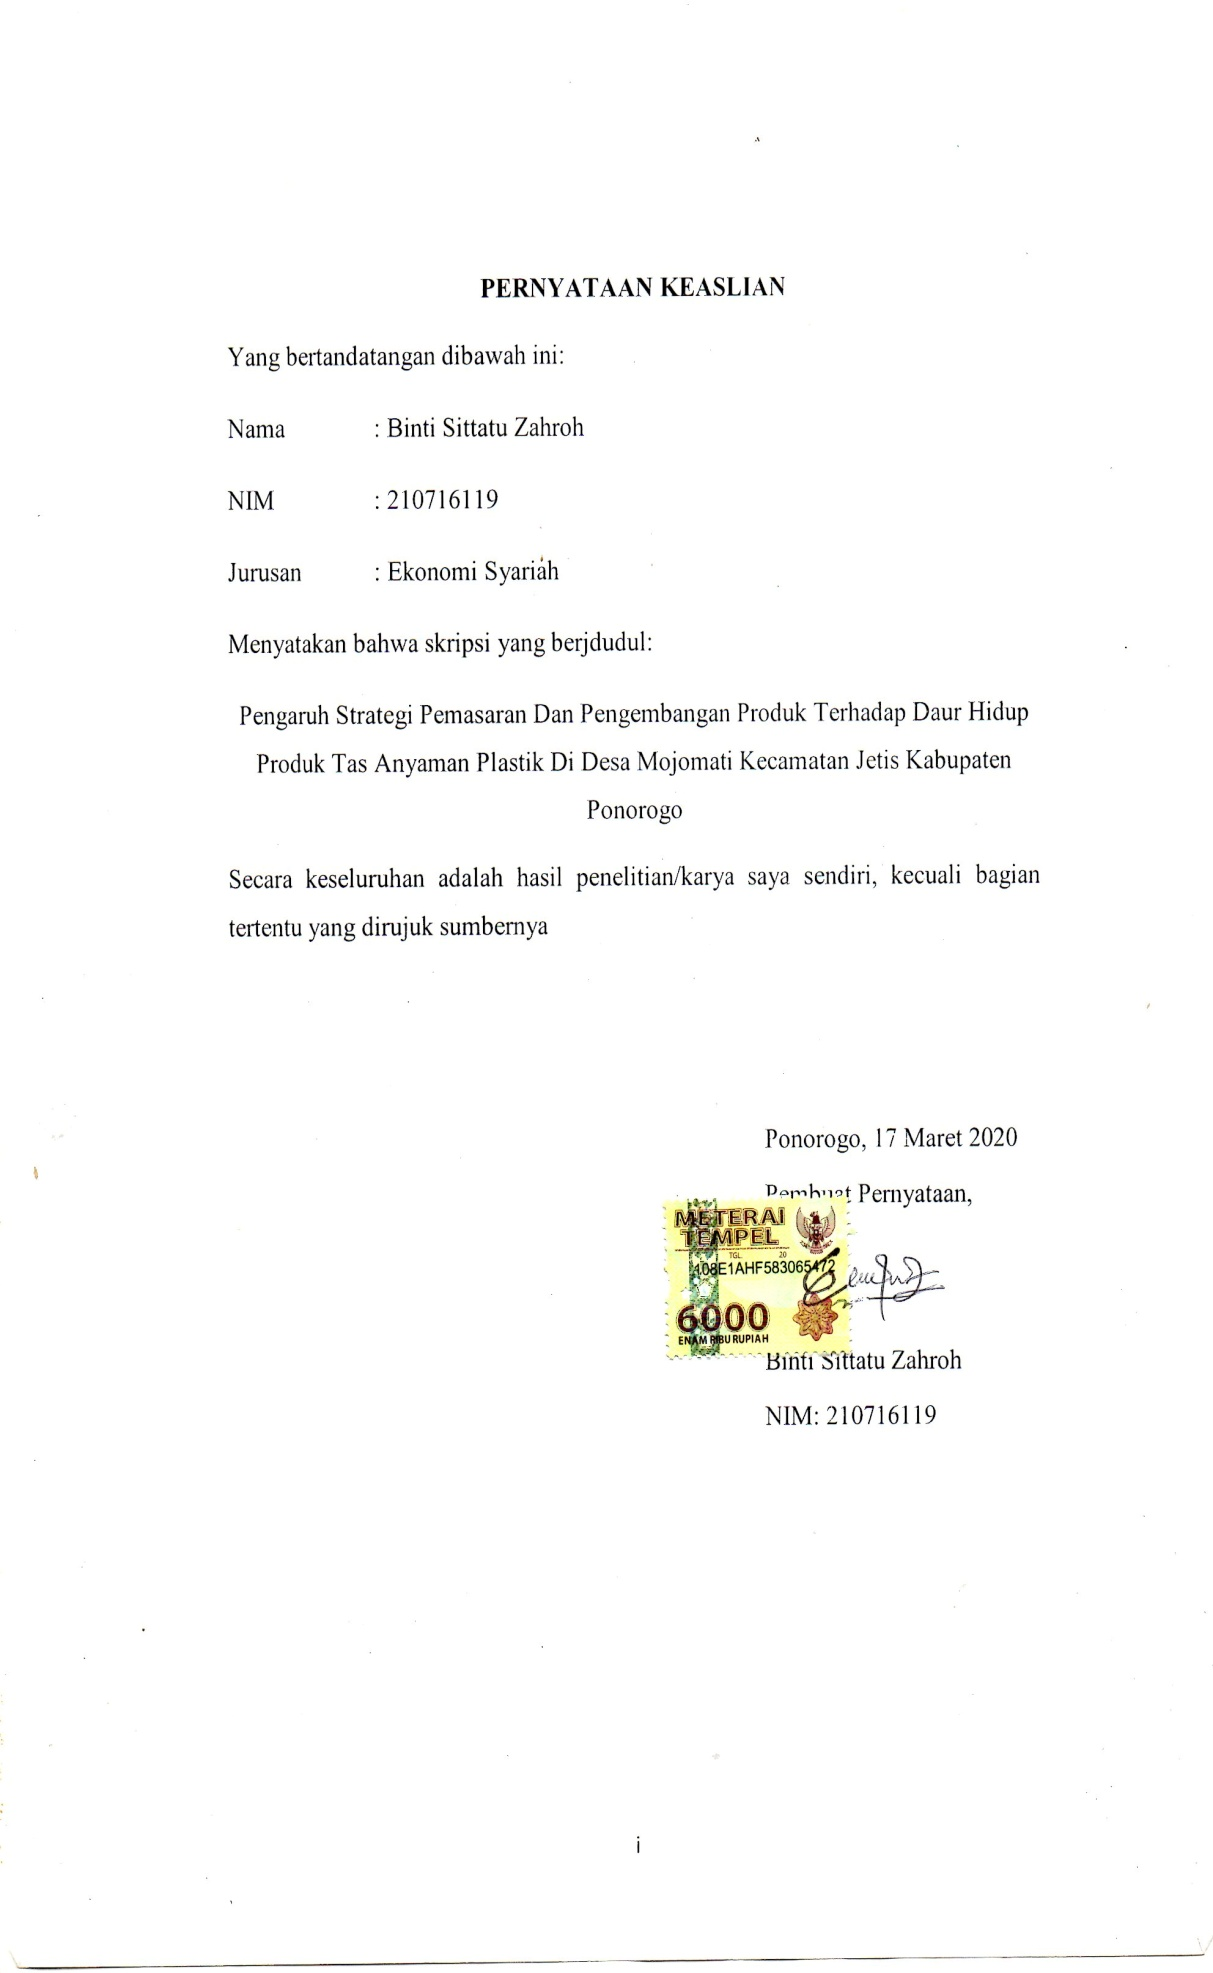 PERNYATAAN KEASLIAN
Yang bertandatangan dibawah ini:
Nama : Binti Sittatu Zahroh
NIM : 210716119
Jurusan : Ekonomi Syariah
Menyatakan bahwa skripsi yang berjdudul:
Pengaruh Strategi Pemasaran Dan Pengembangan Produk Terhadap Daur Hidup
Produk Tas Anyaman Plastik Di Desa Mojomati Kecamatan Jetis Kabupaten
Ponorogo
Secara keseluruhan adalah hasil penelitian/karya saya sendiri, kecuali bagian
tertentu yang dirujuk sumbernya
Ponorogo, 17 Maret 2020
Pembuat Pernyataan,
METERAI
TEMPEL
TGL 20
108E1AHF583065472
6000
ENAM RIBU RUPIAH
Binti Sittatu Zahroh
NIM: 210716119
i